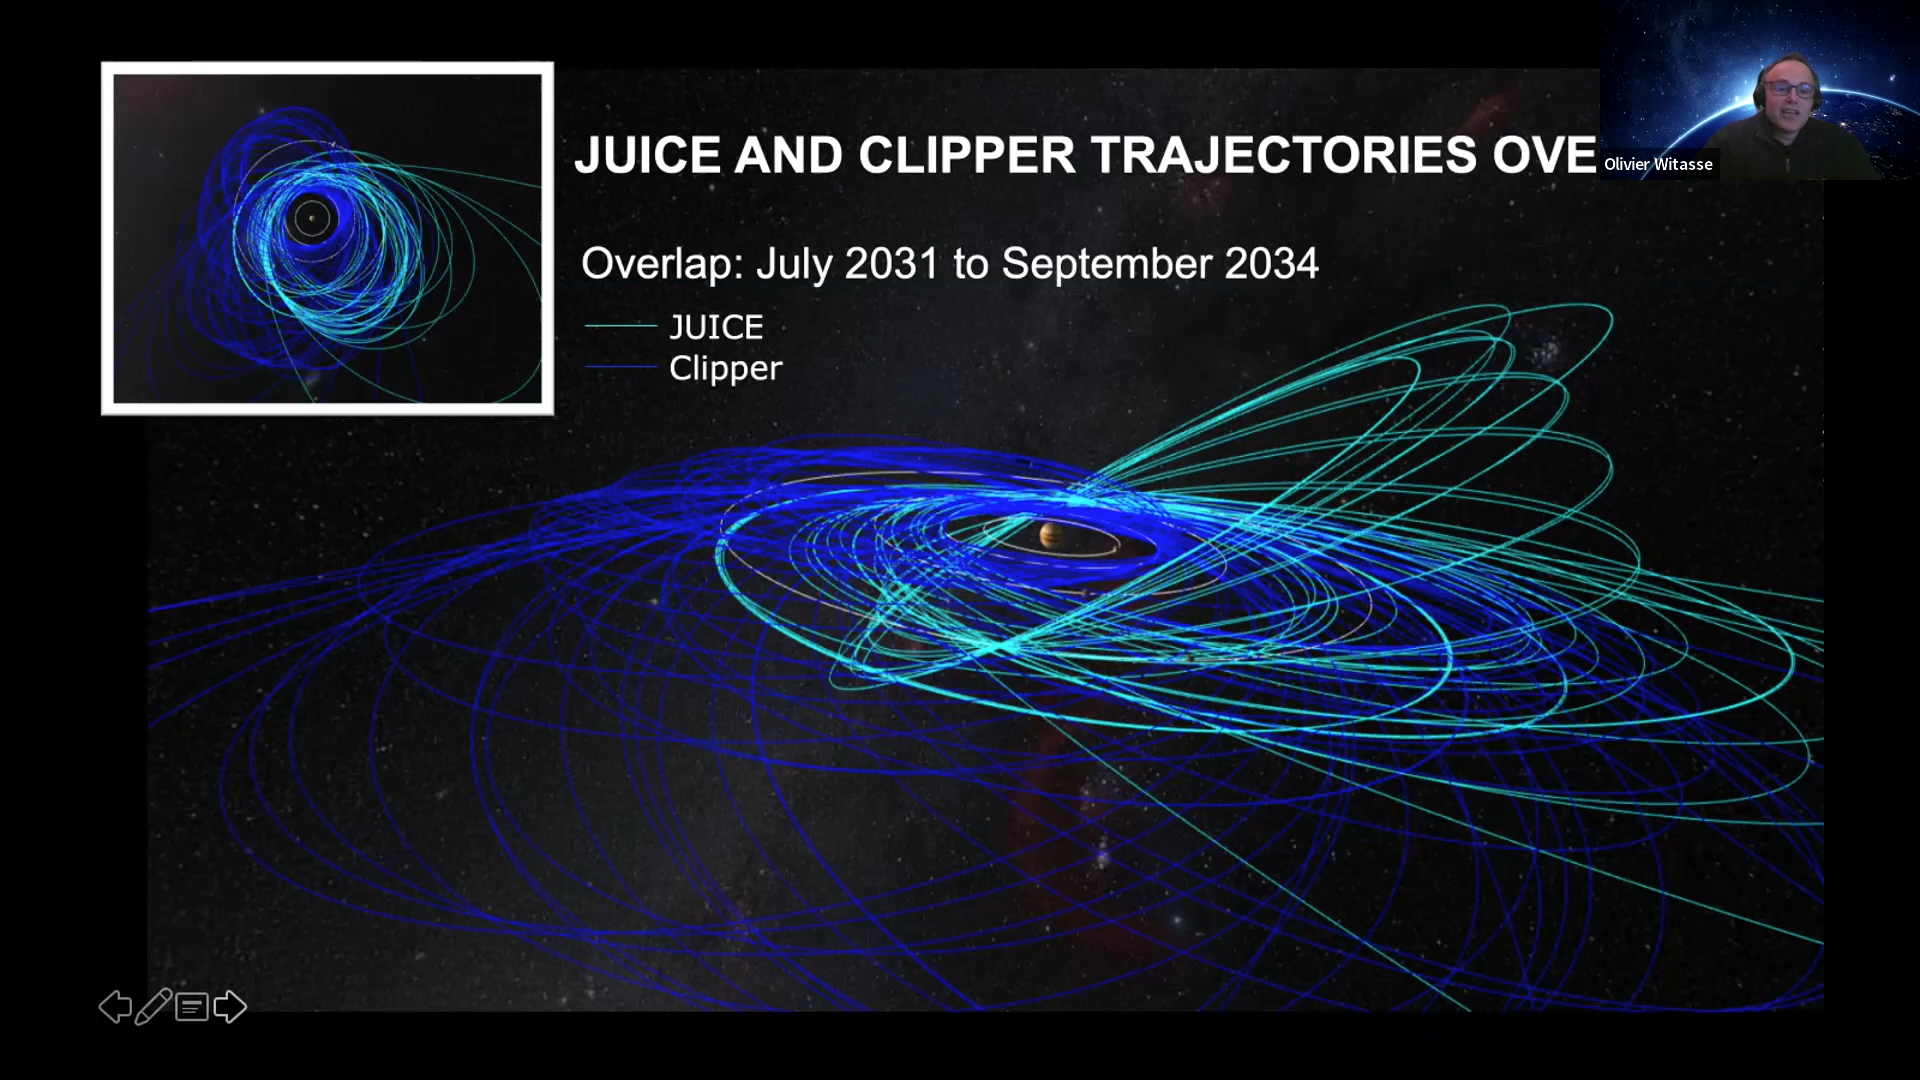 JUICE AND CLIPPER TRAJECTORIES OVE
Olivier Witasse
Overlap: July 2031 to September 2034
JUICE
Clipper